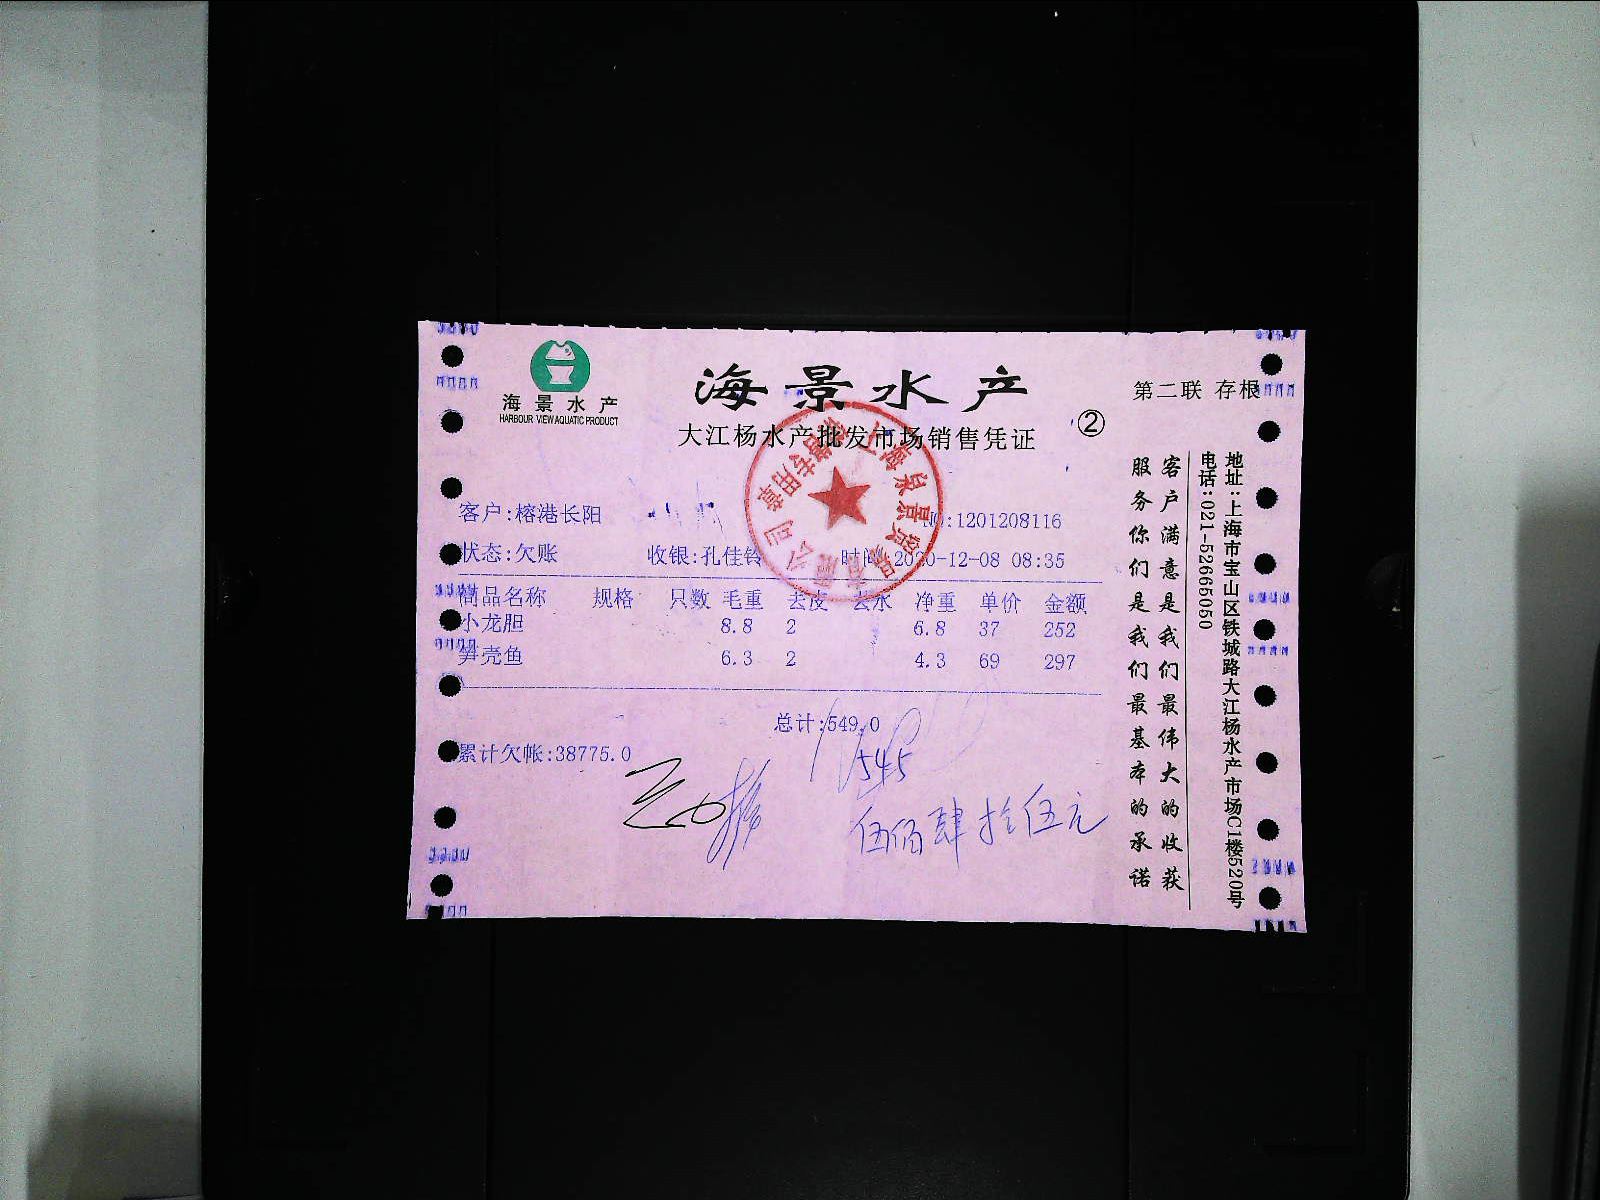 海景水产
HARBOUR VIEW AQUATIC PRODUCT
海景水产
第二联 存根
大江杨水产批发市场销售凭证
②
客户:榕港长阳 NO:1201208116
状态:欠账 收银:孔佳铃 时间:2020-12-08 08:35
商品名称 规格 只数 毛重 去皮 去水 净重 单价 金额
小龙胆 8.8 2 6.8 37 252
笋壳鱼 6.3 2 4.3 69 297
总计:549.0
累计欠帐:38775.0
545
伍佰肆拾伍元
客户满意是我们最伟大的收获
服务你们是我们最基本的承诺
地址:上海市宝山区铁城路大江杨水产市场C1楼520号
电话:021-52665050